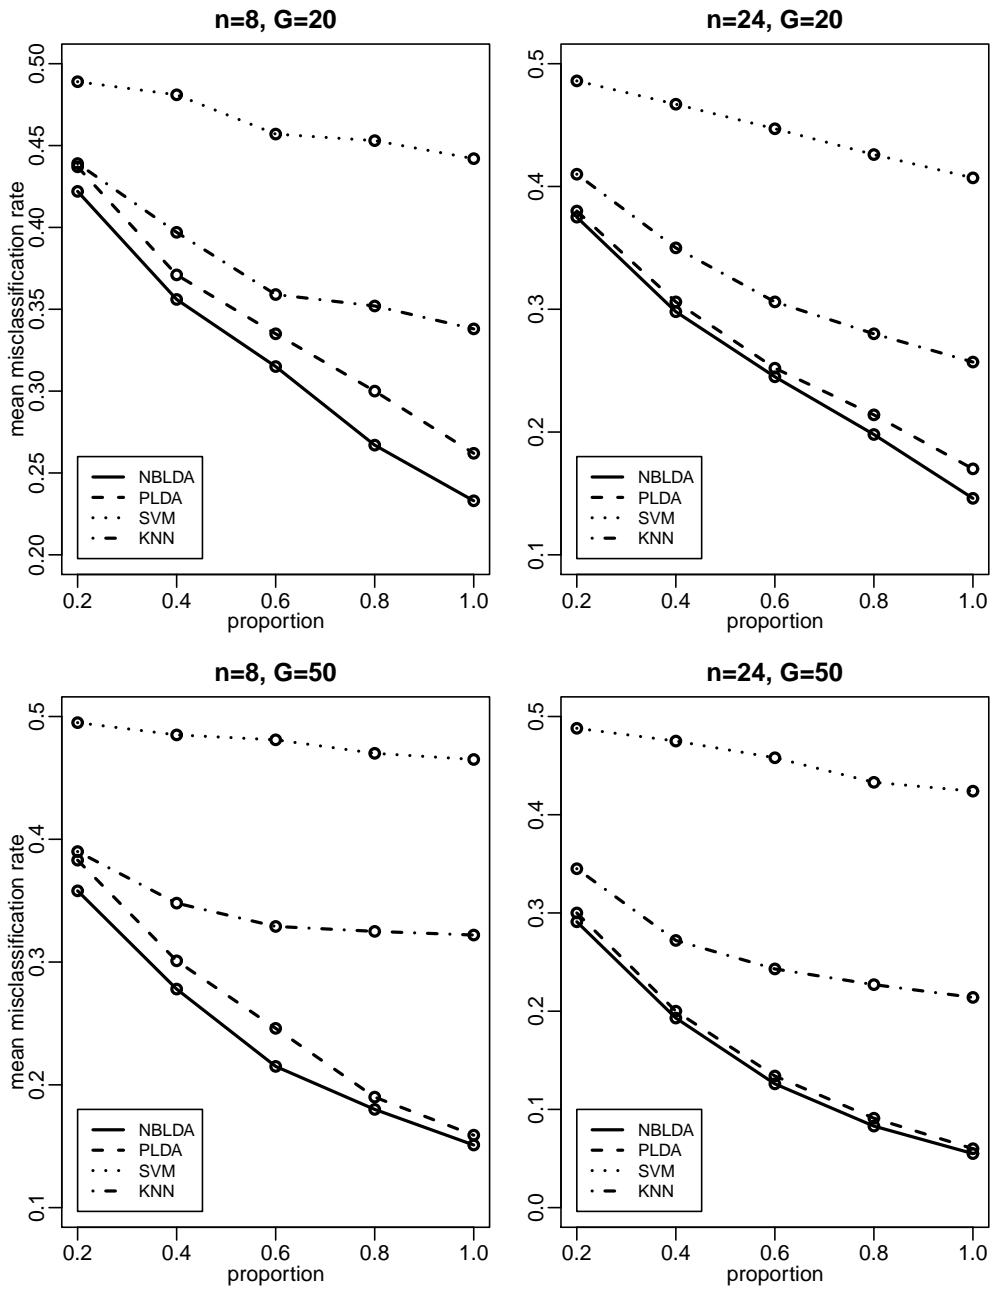 n=8, G=20
mean misclassification rate
0.50
0.45
0.40
0.35
0.30
0.25
0.20
NBLDA
PLDA
SVM
KNN
0.2 0.4 0.6 0.8 1.0
proportion
n=24, G=20
0.5
0.4
0.3
0.2
0.1
NBLDA
PLDA
SVM
KNN
0.2 0.4 0.6 0.8 1.0
proportion
n=8, G=50
mean misclassification rate
0.5
0.4
0.3
0.2
0.1
NBLDA
PLDA
SVM
KNN
0.2 0.4 0.6 0.8 1.0
proportion
n=24, G=50
0.5
0.4
0.3
0.2
0.1
0.0
NBLDA
PLDA
SVM
KNN
0.2 0.4 0.6 0.8 1.0
proportion